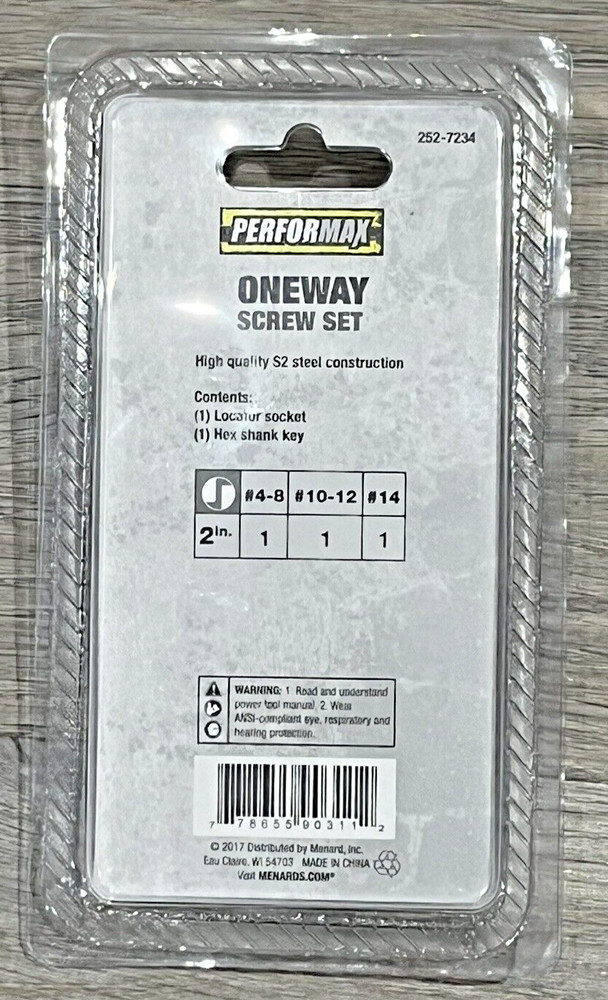 252-7234
PERFORMAX
ONEWAY
SCREW SET
High quality S2 steel construction
Contents:
(1) Locator socket
(1) Hex shank key
#4-8 #10-12 #14
2in. 1 1 1
WARNING: 1. Read and understand
power tool manual. 2. Wear
ANSI-compliant eye, respiratory and
hearing protection.
7 78655 90311 2
© 2017 Distributed by Menard, Inc.
Eau Claire, WI 54703 MADE IN CHINA
Visit MENARDS.COM®